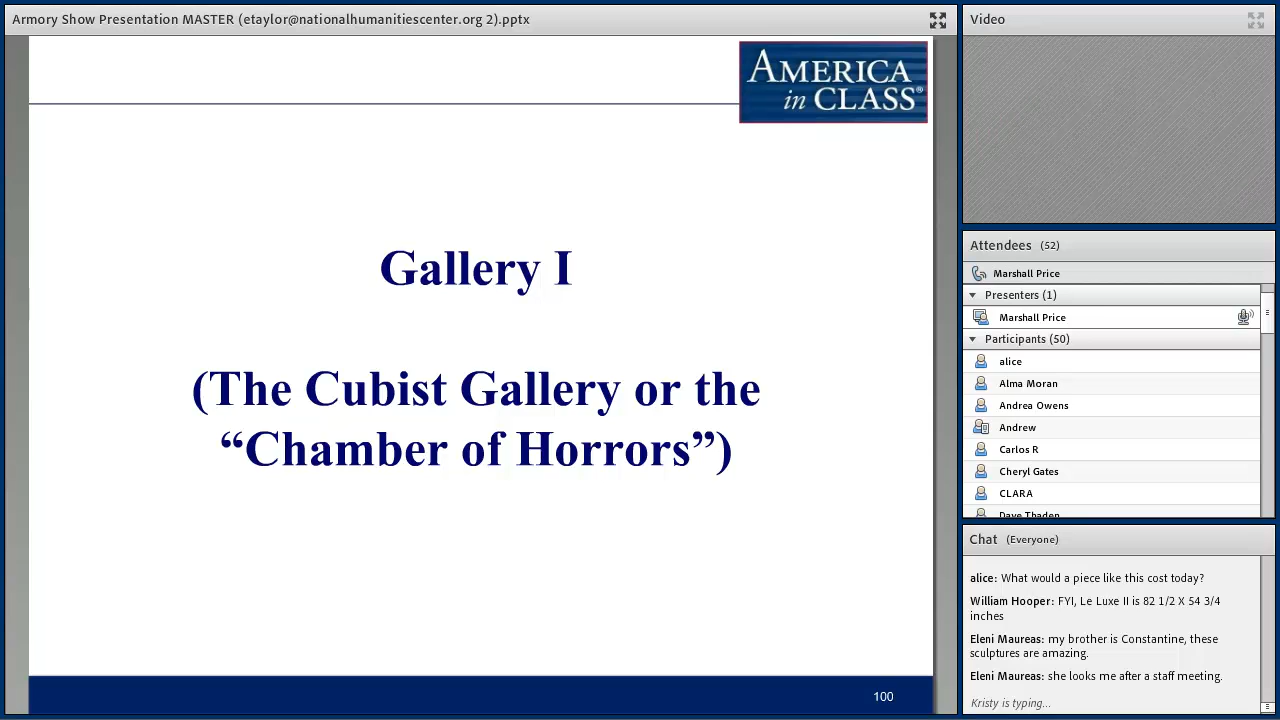 Armory Show Presentation MASTER (etaylor@nationalhumanitiescenter.org 2).pptx
AMERICA
in CLASS®
Gallery I
(The Cubist Gallery or the
“Chamber of Horrors”)
100
Video
Attendees (52)
Marshall Price
Presenters (1)
Marshall Price
Participants (50)
alice
Alma Moran
Andrea Owens
Andrew
Carlos R
Cheryl Gates
CLARA
Dave Thaden
Chat (Everyone)
alice: What would a piece like this cost today?
William Hooper: FYI, Le Luxe II is 82 1/2 X 54 3/4
inches
Eleni Maureas: my brother is Constantine, these
sculptures are amazing.
Eleni Maureas: she looks me after a staff meeting.
Kristy is typing...